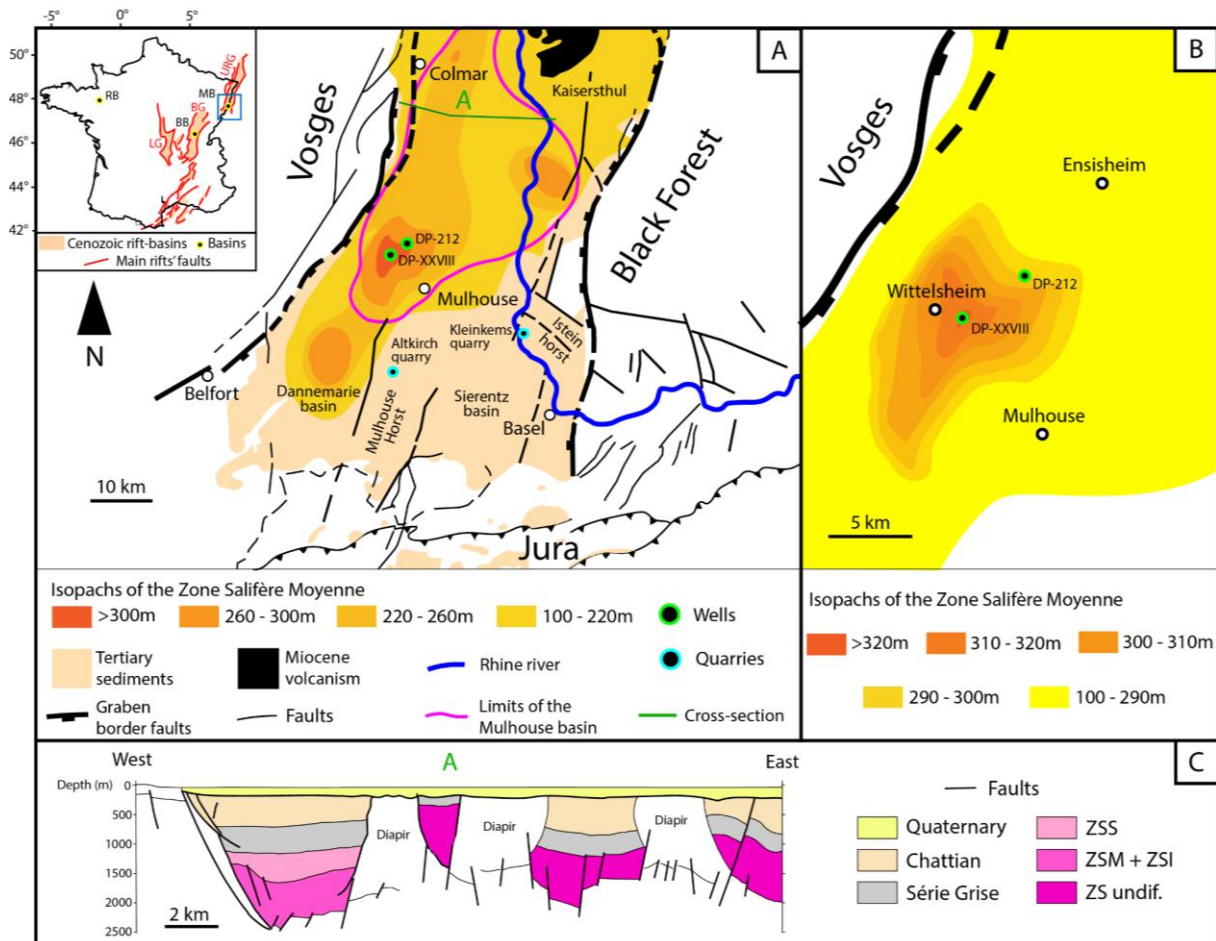 -5°
0°
5°
50°
48°
46°
44°
42°
RB
MB
URG
BG
BB
LG
Cenozoic rift-basins
Basins
Main rifts' faults
N
A
Colmar
Kaisersthul
A
Vosges
Black Forest
DP-212
DP-XXVIII
Mulhouse
Istein
horst
Kleinkems
quarry
Altkirch
quarry
Belfort
Dannemarie
basin
Mulhouse
Horst
Sierentz
basin
Basel
10 km
Jura
Isopachs of the Zone Salifère Moyenne
>300m
260 - 300m
220 - 260m
100 - 220m
Wells
Tertiary
sediments
Miocene
volcanism
Rhine river
Quarries
Graben
border faults
Faults
Limits of the
Mulhouse basin
Cross-section
B
Vosges
Ensisheim
DP-212
Wittelsheim
DP-XXVIII
Mulhouse
5 km
Isopachs of the Zone Salifère Moyenne
>320m
310 - 320m
300 - 310m
290 - 300m
100 - 290m
West
A
East
C
Depth (m)
0
500
1000
1500
2000
2500
Diapir
Diapir
Diapir
2 km
Faults
Quaternary
ZSS
Chattian
ZSM + ZSI
Série Grise
ZS undif.